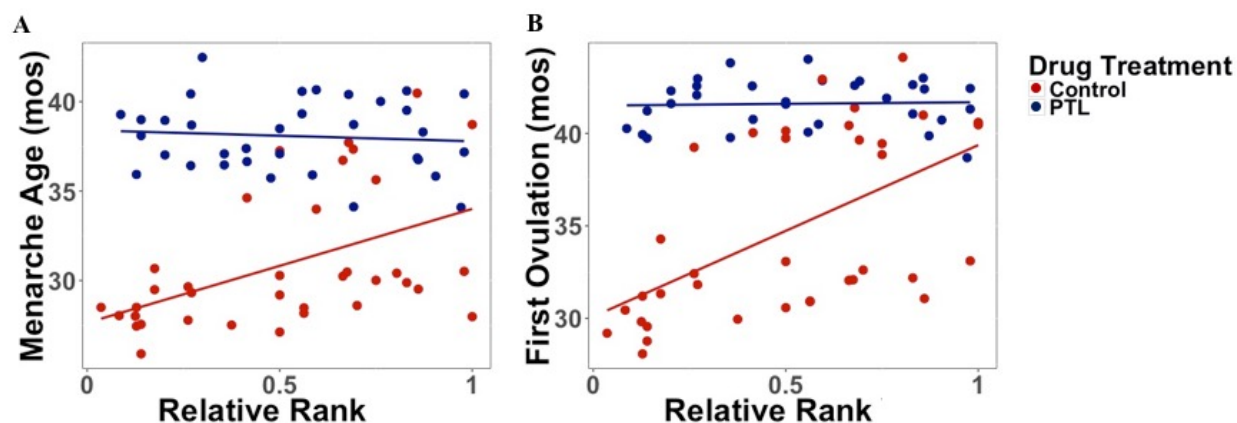 A
Menarche Age (mos)
40
35
30
0
0.5
1
Relative Rank
B
First Ovulation (mos)
40
35
30
0
0.5
1
Relative Rank
Drug Treatment
Control
PTL